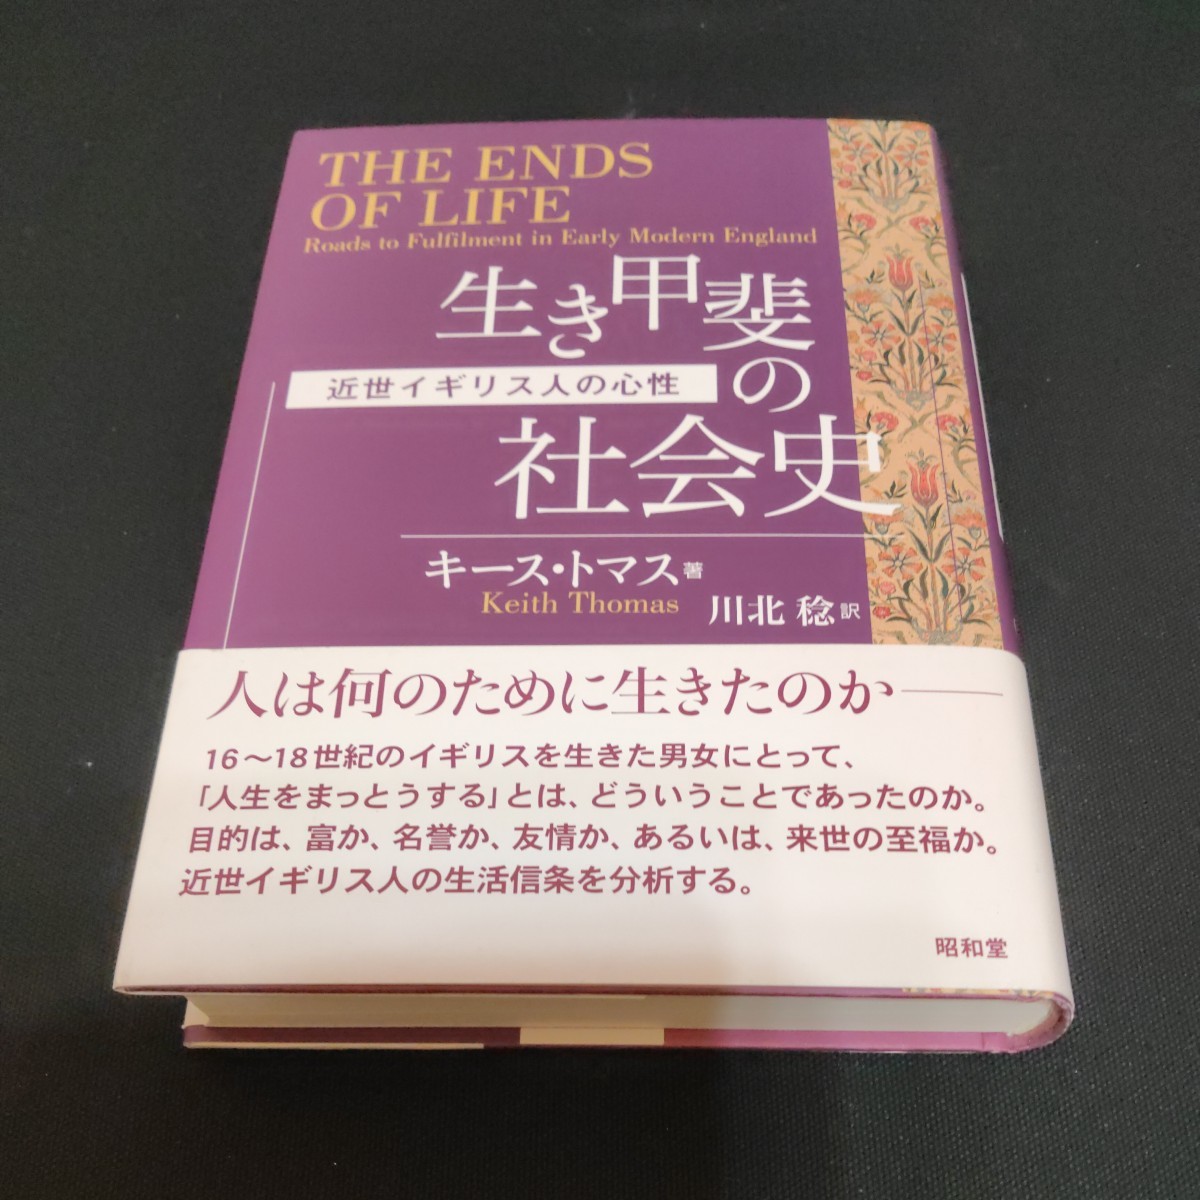 THE ENDS
OF LIFE
Roads to Fulfilment in Early Modern England
生き甲斐の
社会史
近世イギリス人の心性
キース・トマス 著
Keith Thomas
川北 稔 訳
人は何のために生きたのか――
16〜18世紀のイギリスを生きた男女にとって、
「人生をまっとうする」とは、どういうことであったのか。
目的は、富か、名誉か、友情か、あるいは、来世の至福か。
近世イギリス人の生活信条を分析する。
昭和堂